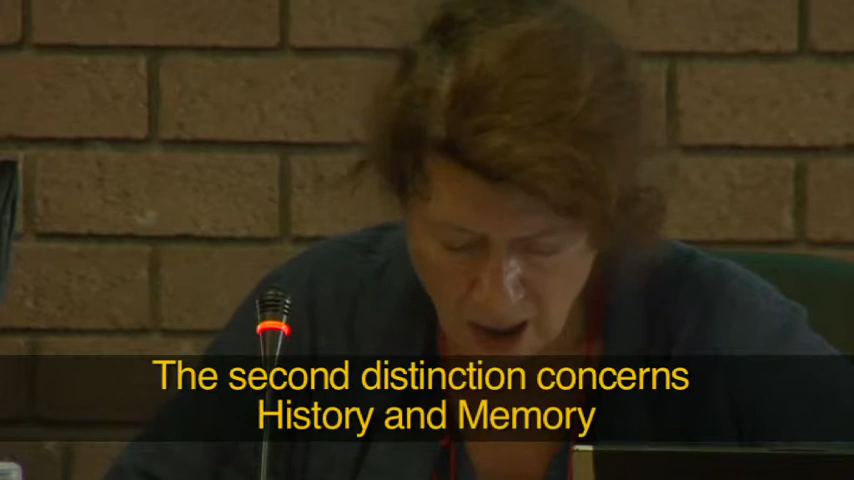 The second distinction concerns
History and Memory